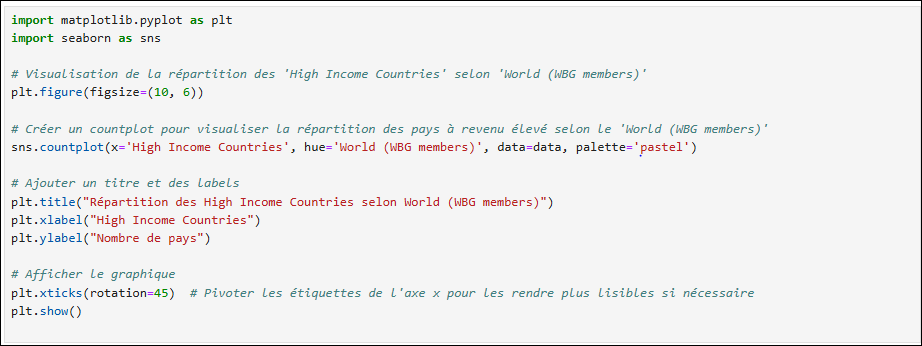 import matplotlib.pyplot as plt
import seaborn as sns
# Visualisation de la répartition des 'High Income Countries' selon 'World (WBG members)'
plt.figure(figsize=(10, 6))
# Créer un countplot pour visualiser la répartition des pays à revenu élevé selon le 'World (WBG members)'
sns.countplot(x='High Income Countries', hue='World (WBG members)', data=data, palette='pastel')
# Ajouter un titre et des labels
plt.title("Répartition des High Income Countries selon World (WBG members)")
plt.xlabel("High Income Countries")
plt.ylabel("Nombre de pays")
# Afficher le graphique
plt.xticks(rotation=45)  # Pivoter les étiquettes de l'axe x pour les rendre plus lisibles si nécessaire
plt.show()